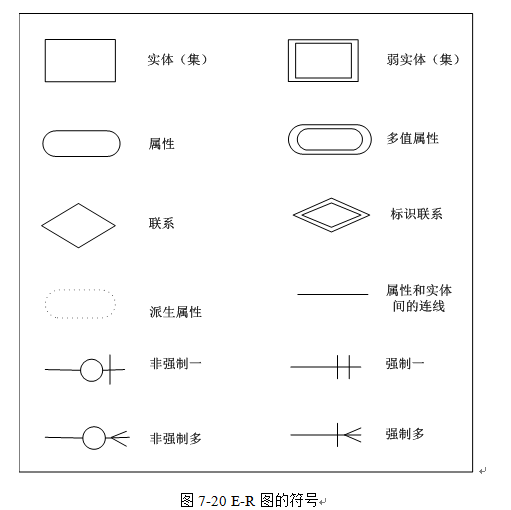 实体（集）
弱实体（集）
属性
多值属性
联系
标识联系
派生属性
属性和实体
间的连线
非强制一
强制一
非强制多
强制多
图 7-20 E-R 图的符号